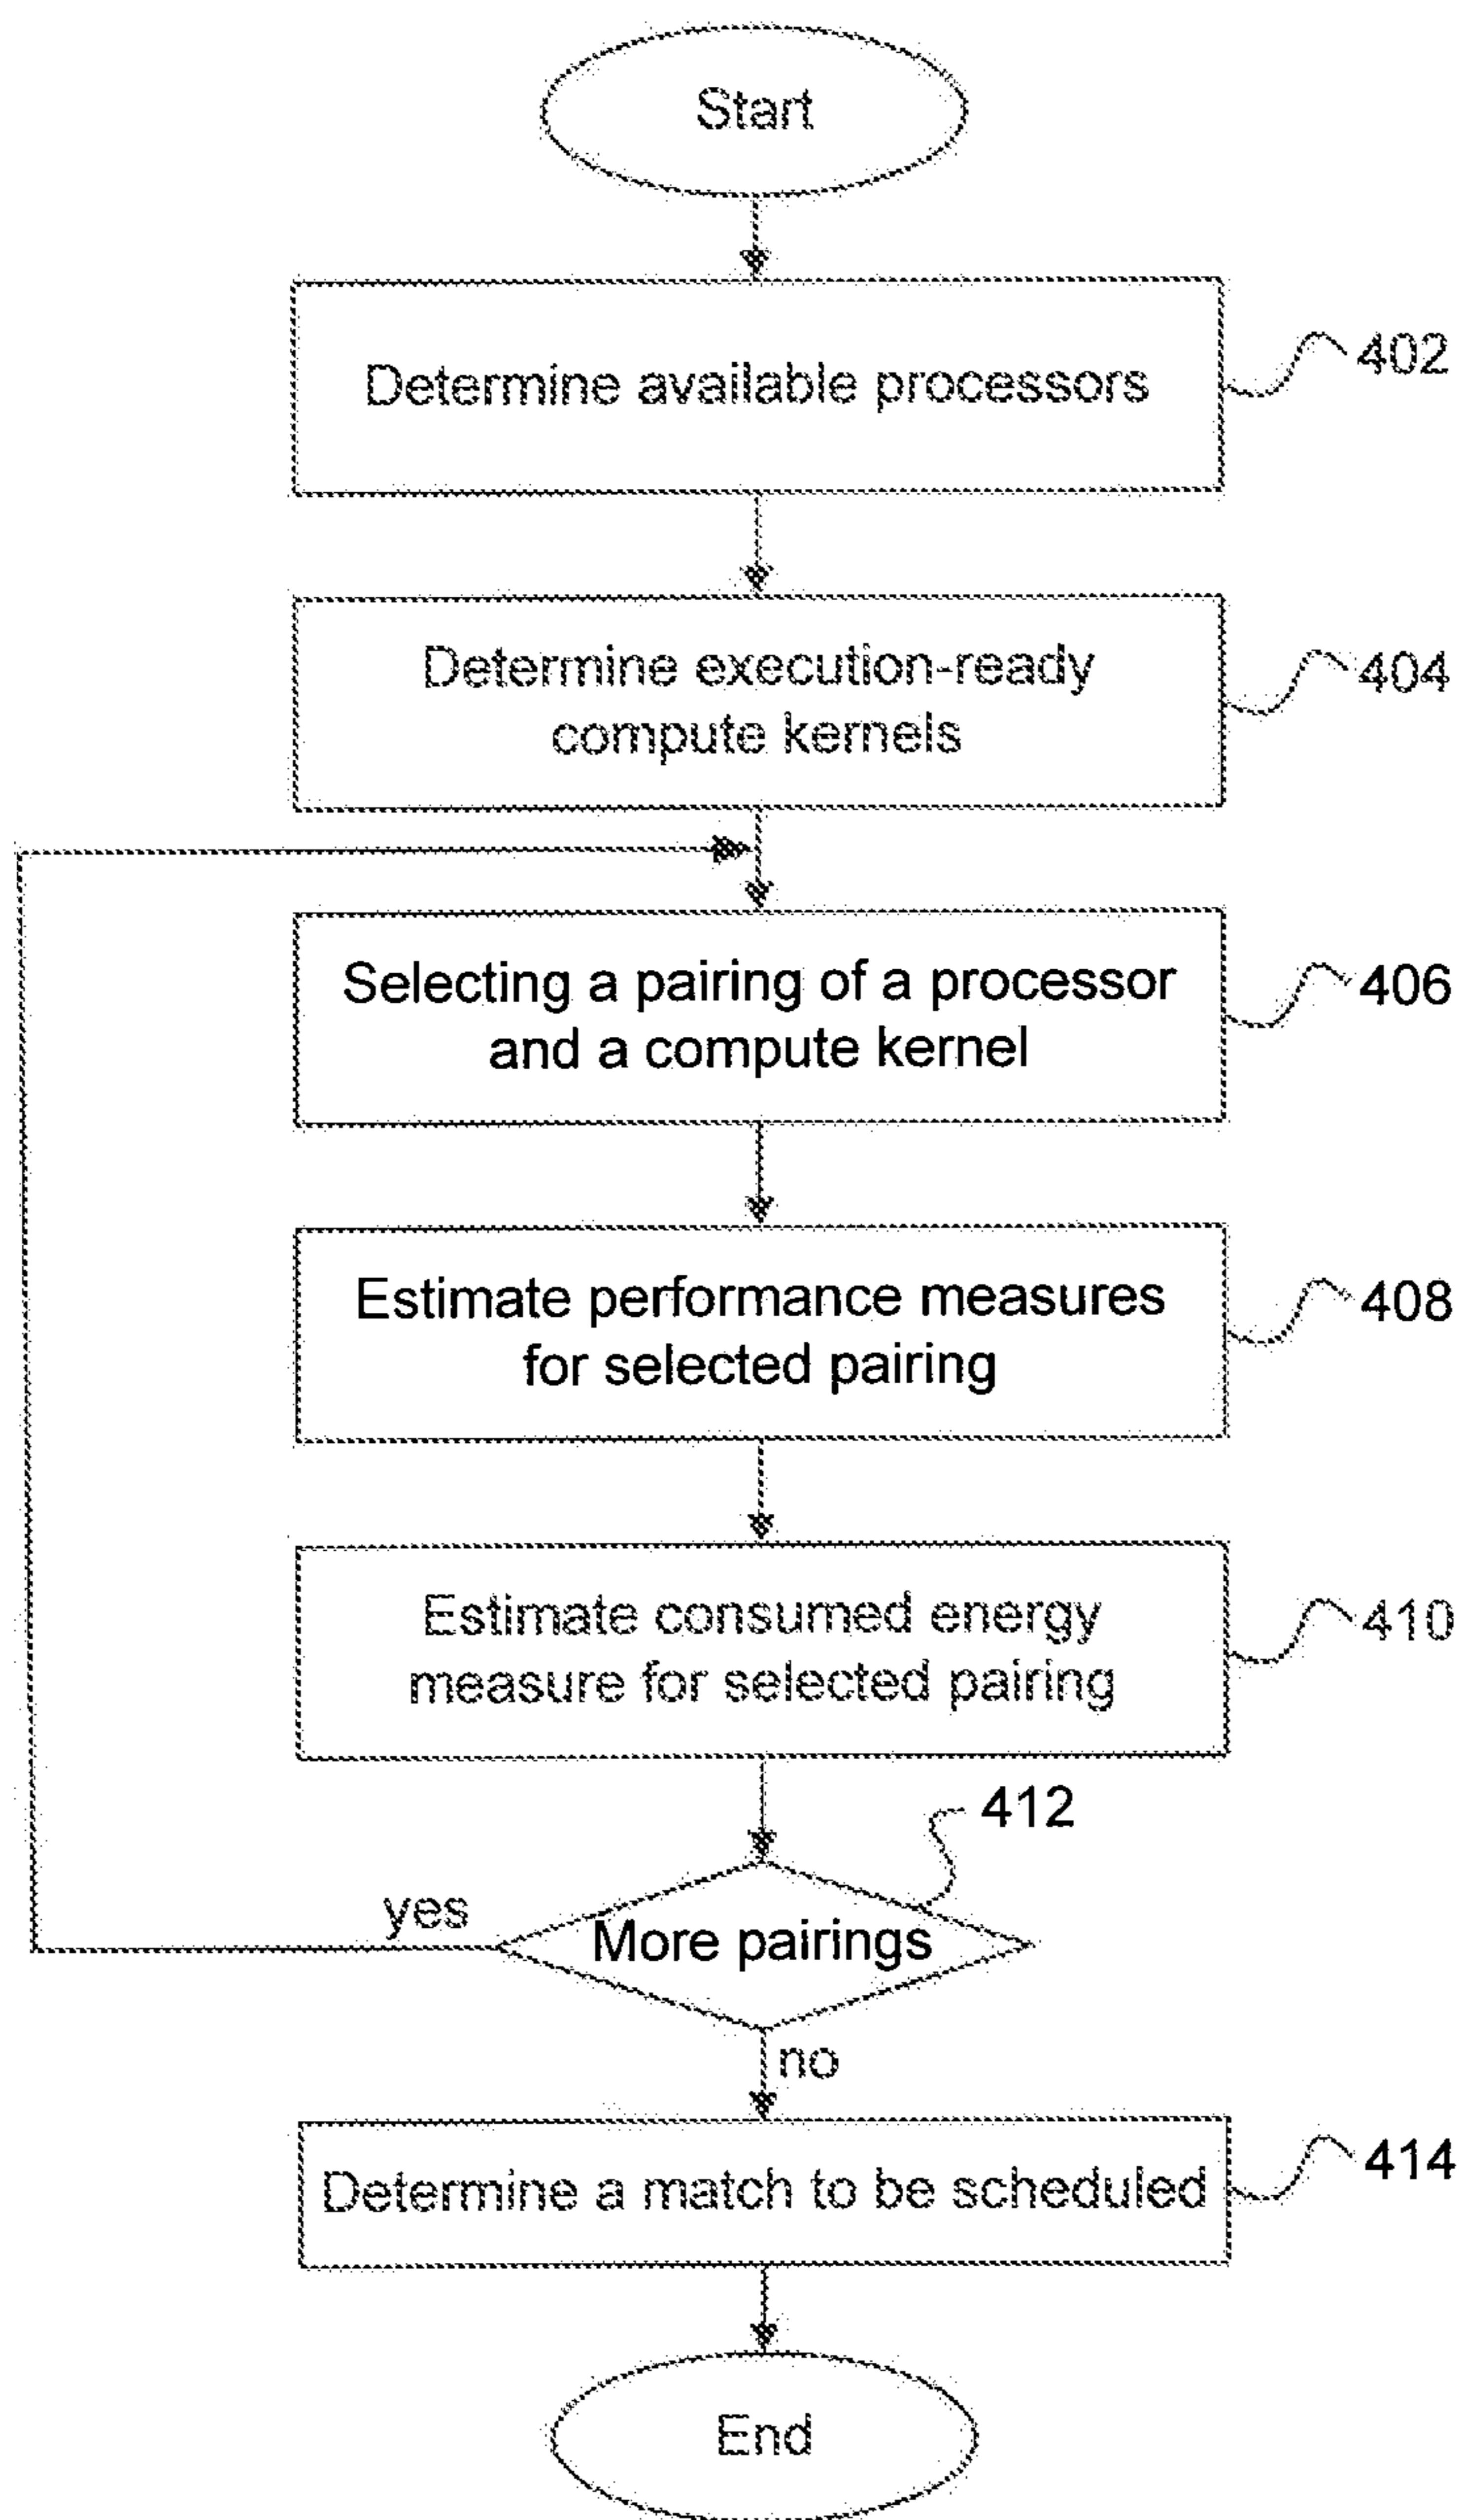 Start
Determine available processors
402
Determine execution-ready
compute kernels
404
Selecting a pairing of a processor
and a compute kernel
406
Estimate performance measures
for selected pairing
408
Estimate consumed energy
measure for selected pairing
410
412
yes
More pairings
no
Determine a match to be scheduled
414
End